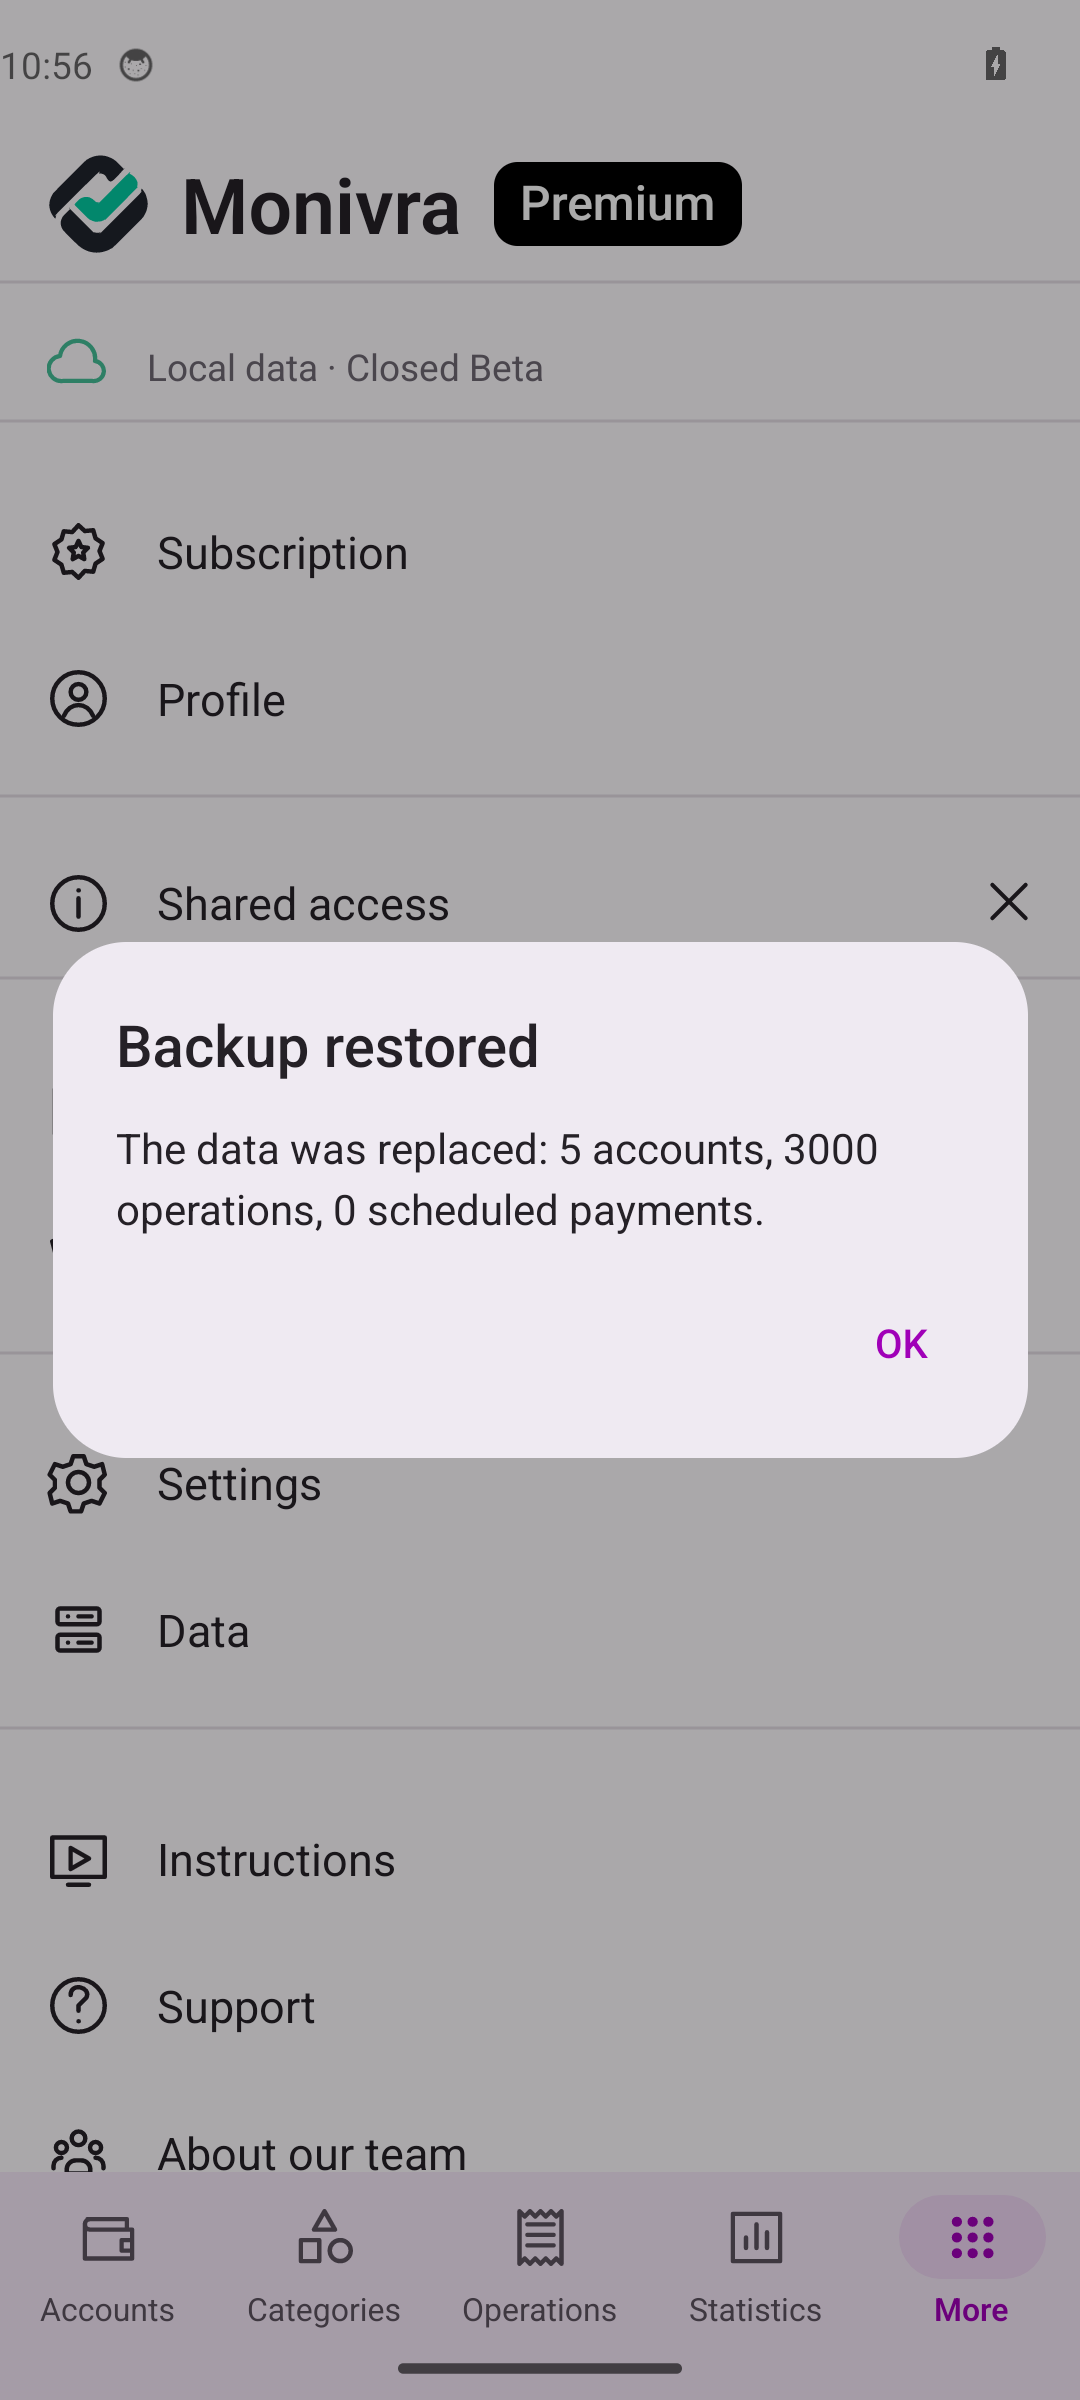 10:56
Monivra
Premium
Local data · Closed Beta
Subscription
Profile
Shared access
Backup restored
The data was replaced: 5 accounts, 3000
operations, 0 scheduled payments.
OK
Settings
Data
Instructions
Support
About our team
Accounts
Categories
Operations
Statistics
More